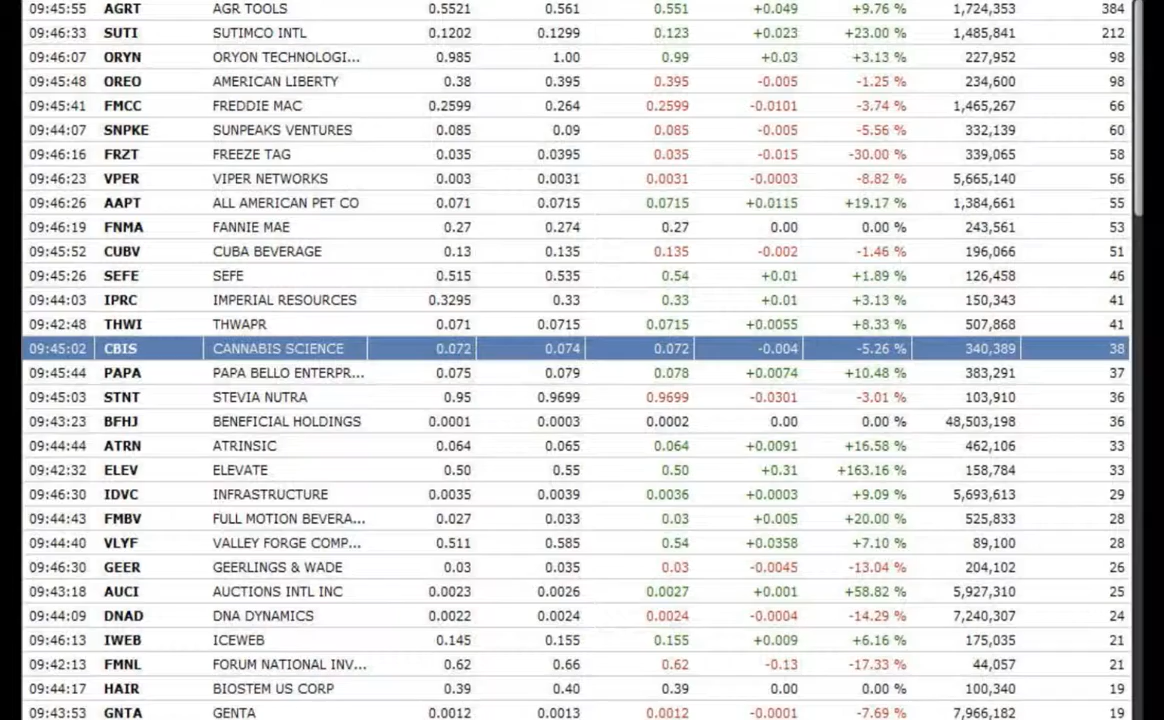 09:45:55 AGRT AGR TOOLS 0.5521 0.561 0.551 +0.049 +9.76 % 1,724,353 384
09:46:33 SUTI SUTIMCO INTL 0.1202 0.1299 0.123 +0.023 +23.00 % 1,485,841 212
09:46:07 ORYN ORYON TECHNOLOGI... 0.985 1.00 0.99 +0.03 +3.13 % 227,952 98
09:45:48 OREO AMERICAN LIBERTY 0.38 0.395 0.395 -0.005 -1.25 % 234,600 98
09:45:41 FMCC FREDDIE MAC 0.2599 0.264 0.2599 -0.0101 -3.74 % 1,465,267 66
09:44:07 SNPKE SUNPEAKS VENTURES 0.085 0.09 0.085 -0.005 -5.56 % 332,139 60
09:46:16 FRZT FREEZE TAG 0.035 0.0395 0.035 -0.015 -30.00 % 339,065 58
09:46:23 VPER VIPER NETWORKS 0.003 0.0031 0.0031 -0.0003 -8.82 % 5,665,140 56
09:46:26 AAPT ALL AMERICAN PET CO 0.071 0.0715 0.0715 +0.0115 +19.17 % 1,384,661 55
09:46:19 FNMA FANNIE MAE 0.27 0.274 0.27 0.00 0.00 % 243,561 53
09:45:52 CUBV CUBA BEVERAGE 0.13 0.135 0.135 -0.002 -1.46 % 196,066 51
09:45:26 SEFE SEFE 0.515 0.535 0.54 +0.01 +1.89 % 126,458 46
09:44:03 IPRC IMPERIAL RESOURCES 0.3295 0.33 0.33 +0.01 +3.13 % 150,343 41
09:42:48 THWI THWAPR 0.071 0.0715 0.0715 +0.0055 +8.33 % 507,868 41
09:45:02 CBIS CANNABIS SCIENCE 0.072 0.074 0.072 -0.004 -5.26 % 340,389 38
09:45:44 PAPA PAPA BELLO ENTERPR... 0.075 0.079 0.078 +0.0074 +10.48 % 383,291 37
09:45:03 STNT STEVIA NUTRA 0.95 0.9699 0.9699 -0.0301 -3.01 % 103,910 36
09:43:23 BFHJ BENEFICIAL HOLDINGS 0.0001 0.0003 0.0002 0.00 0.00 % 48,503,198 36
09:44:44 ATRN ATRINSIC 0.064 0.065 0.064 +0.0091 +16.58 % 462,106 33
09:42:32 ELEV ELEVATE 0.50 0.55 0.50 +0.31 +163.16 % 158,784 33
09:46:30 IDVC INFRASTRUCTURE 0.0035 0.0039 0.0036 +0.0003 +9.09 % 5,693,613 29
09:44:43 FMBV FULL MOTION BEVERA... 0.027 0.033 0.03 +0.005 +20.00 % 525,833 28
09:44:40 VLYF VALLEY FORGE COMP... 0.511 0.585 0.54 +0.0358 +7.10 % 89,100 28
09:46:30 GEER GEERLINGS & WADE 0.03 0.035 0.03 -0.0045 -13.04 % 204,102 26
09:43:18 AUCI AUCTIONS INTL INC 0.0023 0.0026 0.0027 +0.001 +58.82 % 5,927,310 25
09:44:09 DNAD DNA DYNAMICS 0.0022 0.0024 0.0024 -0.0004 -14.29 % 7,240,307 24
09:46:13 IWEB ICEWEB 0.145 0.155 0.155 +0.009 +6.16 % 175,035 21
09:42:13 FMNL FORUM NATIONAL INV... 0.62 0.66 0.62 -0.13 -17.33 % 44,057 21
09:44:17 HAIR BIOSTEM US CORP 0.39 0.40 0.39 0.00 0.00 % 100,340 19
09:43:53 GNTA GENTA 0.0012 0.0013 0.0012 -0.0001 -7.69 % 7,966,182 19